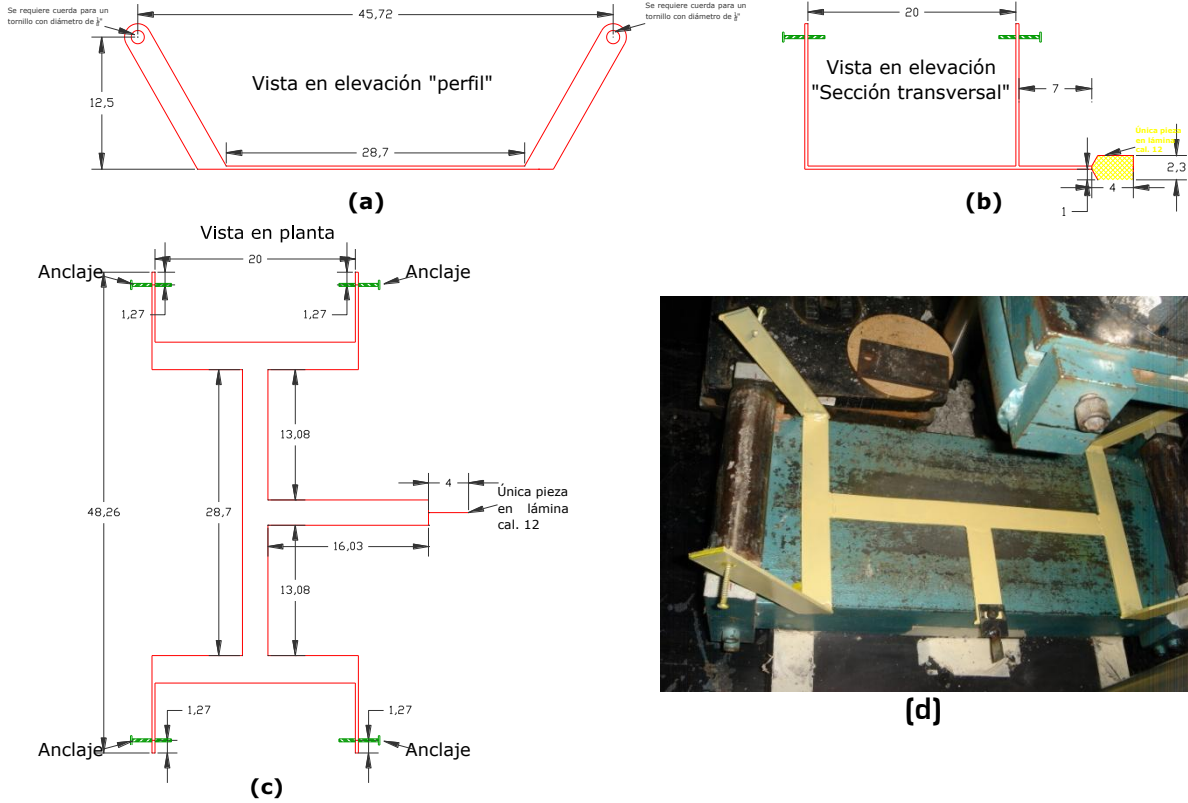 Se requiere cuerda para un
tornillo con diámetro de
45,72
Se requiere cuerda para un
tornillo con diámetro de
12,5
Vista en elevación "perfil"
28,7
(a)
20
Vista en elevación
"Sección transversal"
7
Única pieza
en lámina
cal. 12
2,3
4
1
(b)
Vista en planta
20
Anclaje
Anclaje
1,27
1,27
13,08
48,26
28,7
4
Única pieza
en lámina
cal. 12
16,03
13,08
1,27
1,27
Anclaje
Anclaje
(c)
(d)